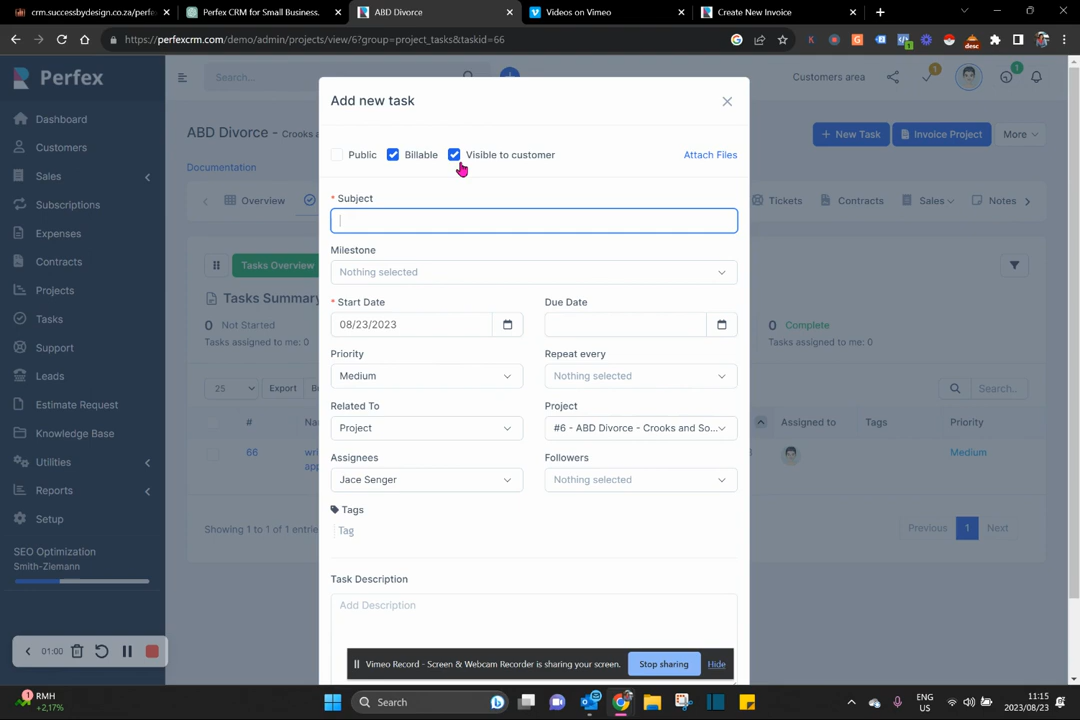 crm.successbydesign.co.za/perfex
Perfex CRM for Small Business.
ABD Divorce
Videos on Vimeo
Create New Invoice
https://perfexcrm.com/demo/admin/projects/view/6?group=project_tasks&taskid=66
desc
Perfex
Search...
Customers area
1
1
Dashboard
Customers
Sales
Subscriptions
Expenses
Contracts
Projects
Tasks
Support
Leads
Estimate Request
Knowledge Base
Utilities
Reports
Setup
SEO Optimization
Smith-Ziemann
ABD Divorce - Crooks a
New Task
Invoice Project
More
Documentation
Overview
Tickets
Contracts
Sales
Notes
Tasks Overview
Tasks Summary
0 Not Started
Tasks assigned to me: 0
0 Complete
Tasks assigned to me: 0
25
Export
Search..
#
Assigned to
Tags
Priority
66
Medium
Showing 1 to 1 of 1 entrie
Previous
1
Next
Add new task
Public
Billable
Visible to customer
Attach Files
* Subject
Milestone
Nothing selected
* Start Date
Due Date
08/23/2023
Priority
Repeat every
Medium
Nothing selected
Related To
Project
Project
#6 - ABD Divorce - Crooks and So...
Assignees
Followers
Jace Senger
Nothing selected
Tags
Tag
Task Description
Add Description
01:00
Vimeo Record - Screen & Webcam Recorder is sharing your screen.
Stop sharing
Hide
RMH
+2,17%
Search
ENG
US
11:15
2023/08/23